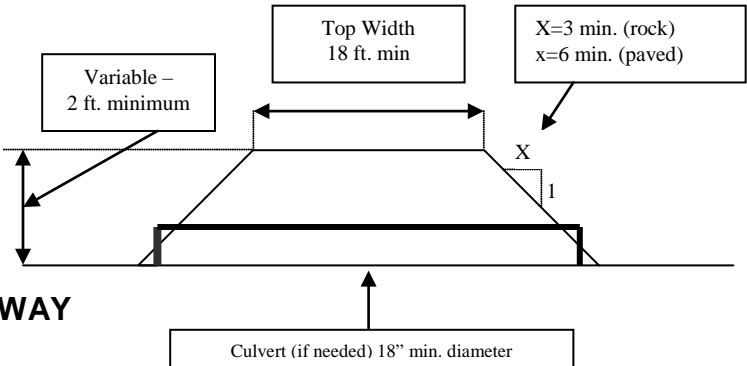 Top Width
18 ft. min
X=3 min. (rock)
x=6 min. (paved)
Variable –
2 ft. minimum
X
1
WAY
Culvert (if needed) 18” min. diameter